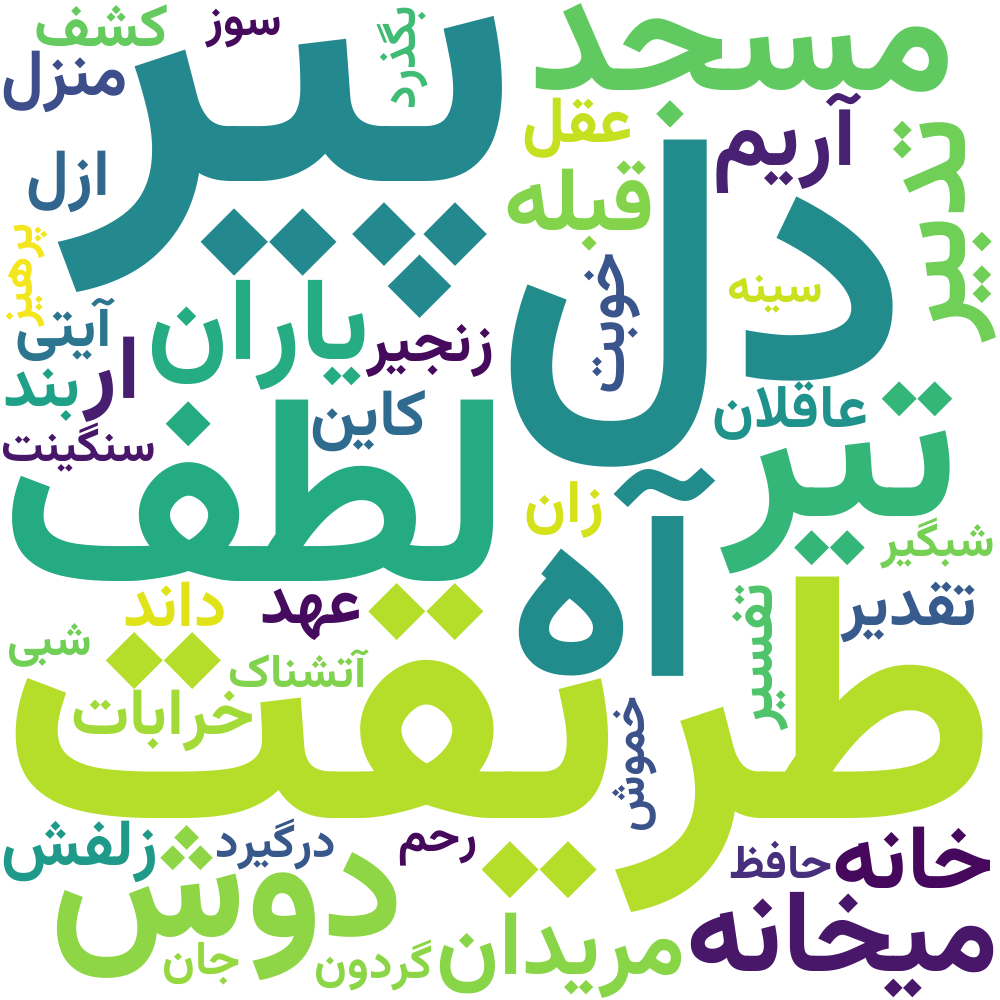 کشف
سوز
پیر
بگذرد
مسجد
منزل
عقل
آریم
تدبیر
ازل
قبله
دل
پرهیز
خوبت
سینه
آیتی
یاران
زنجیر
بند
ار
کاین
عاقلان
تیر
سنگینت
لطف
آه
زان
شبگیر
داند
عهد
تفسیر
تقدیر
شبی
آتشناک
طریقت
خرابات
خموش
زلفش
درگیرد
رحم
حافظ
خانه
دوش
جان
گردون
مریدان
میخانه